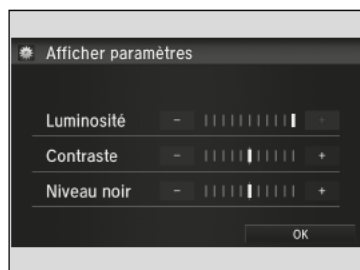 Afficher paramètres
Luminosité - +
Contraste - +
Niveau noir - +
OK